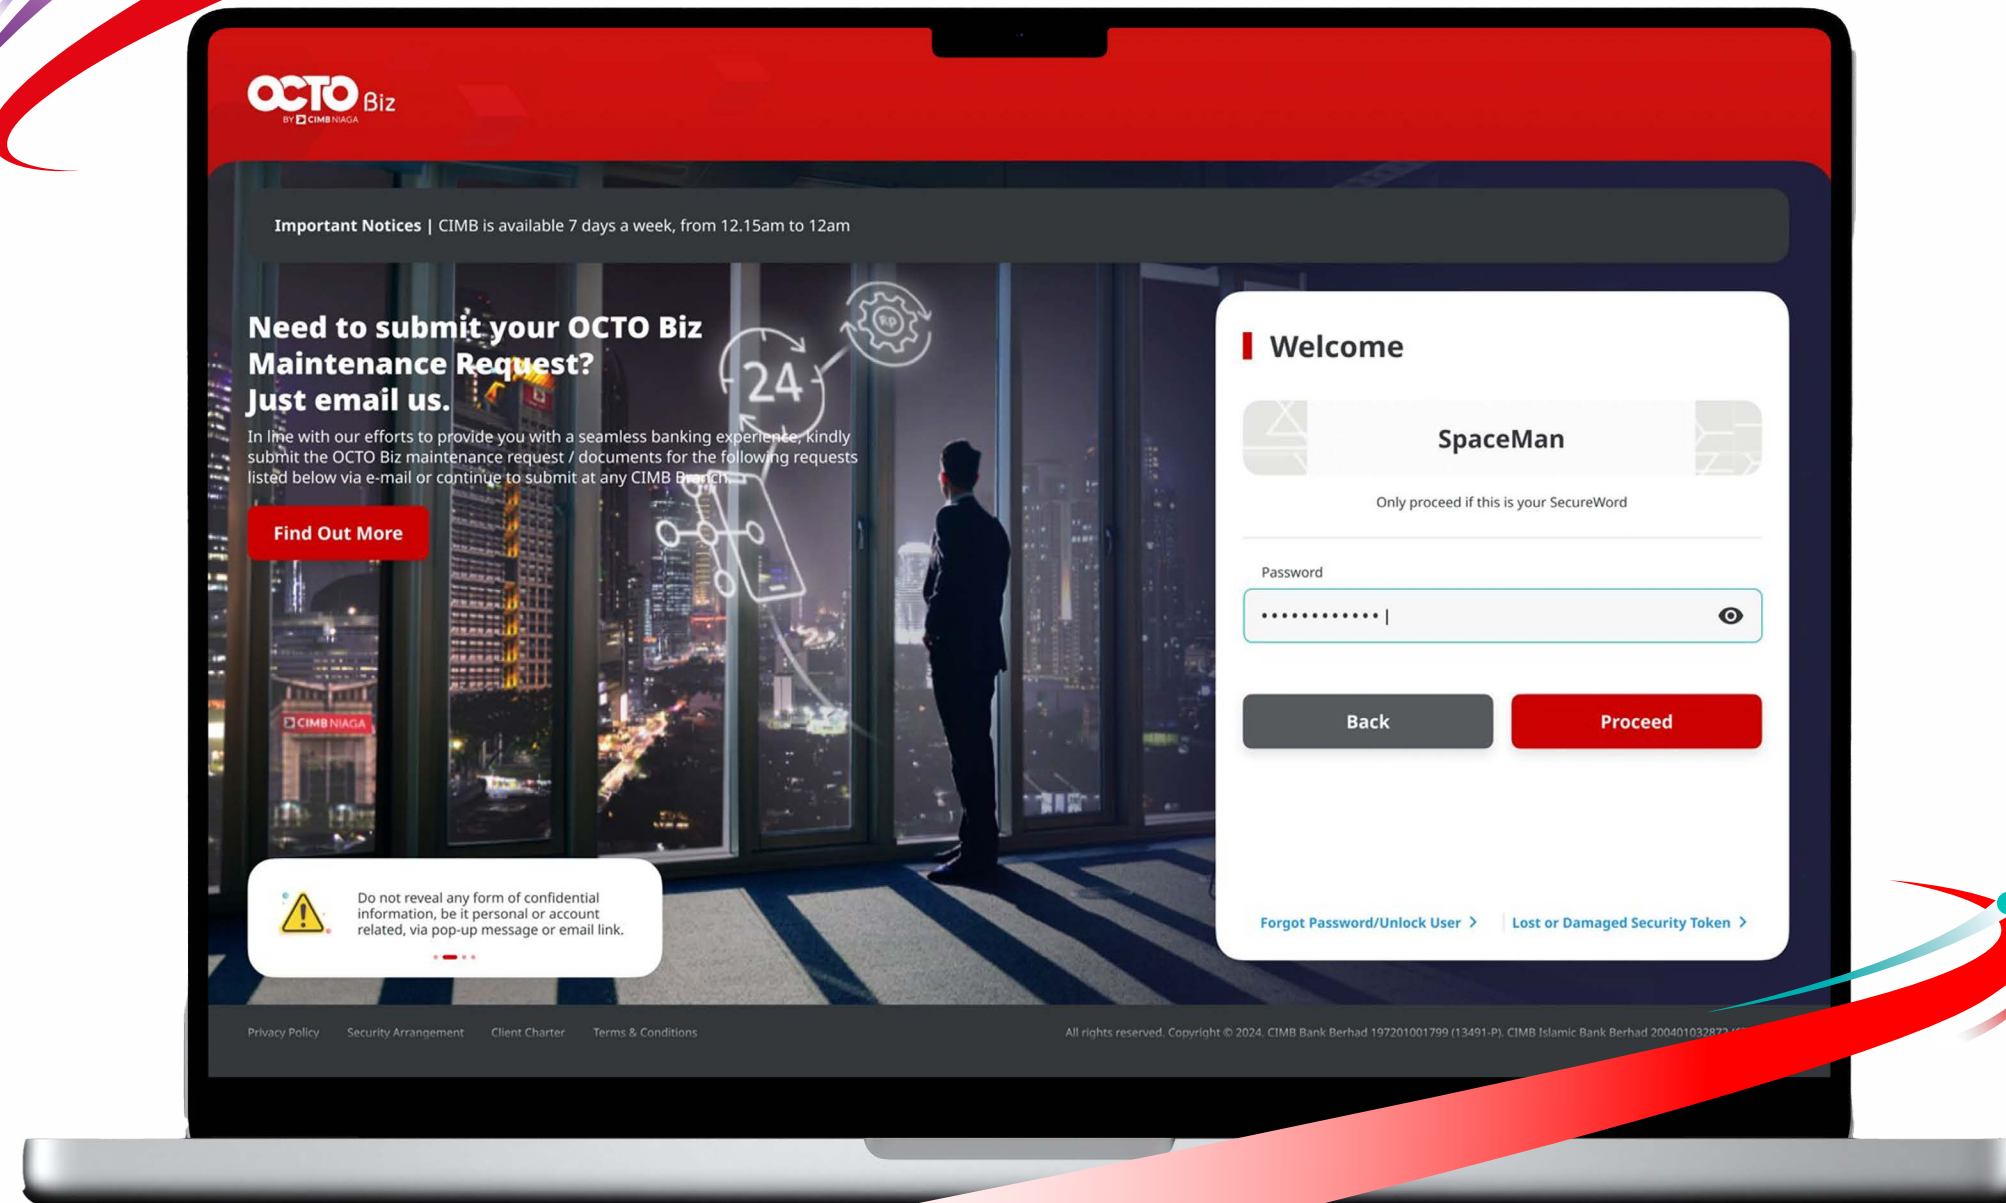 OCTO Biz
BY CIMB NIAGA
Important Notices | CIMB is available 7 days a week, from 12.15am to 12am
Need to submit your OCTO Biz
Maintenance Request?
Just email us.
In line with our efforts to provide you with a seamless banking experience, kindly
submit the OCTO Biz maintenance request / documents for the following requests
listed below via e-mail or continue to submit at any CIMB Branch.
Find Out More
24
RP
CIMB NIAGA
Do not reveal any form of confidential
information, be it personal or account
related, via pop-up message or email link.
Welcome
SpaceMan
Only proceed if this is your SecureWord
Password
Back
Proceed
Forgot Password/Unlock User
Lost or Damaged Security Token
Privacy Policy
Security Arrangement
Client Charter
Terms & Conditions
All rights reserved. Copyright © 2024. CIMB Bank Berhad 197201001799 (13491-P). CIMB Islamic Bank Berhad 200401032872